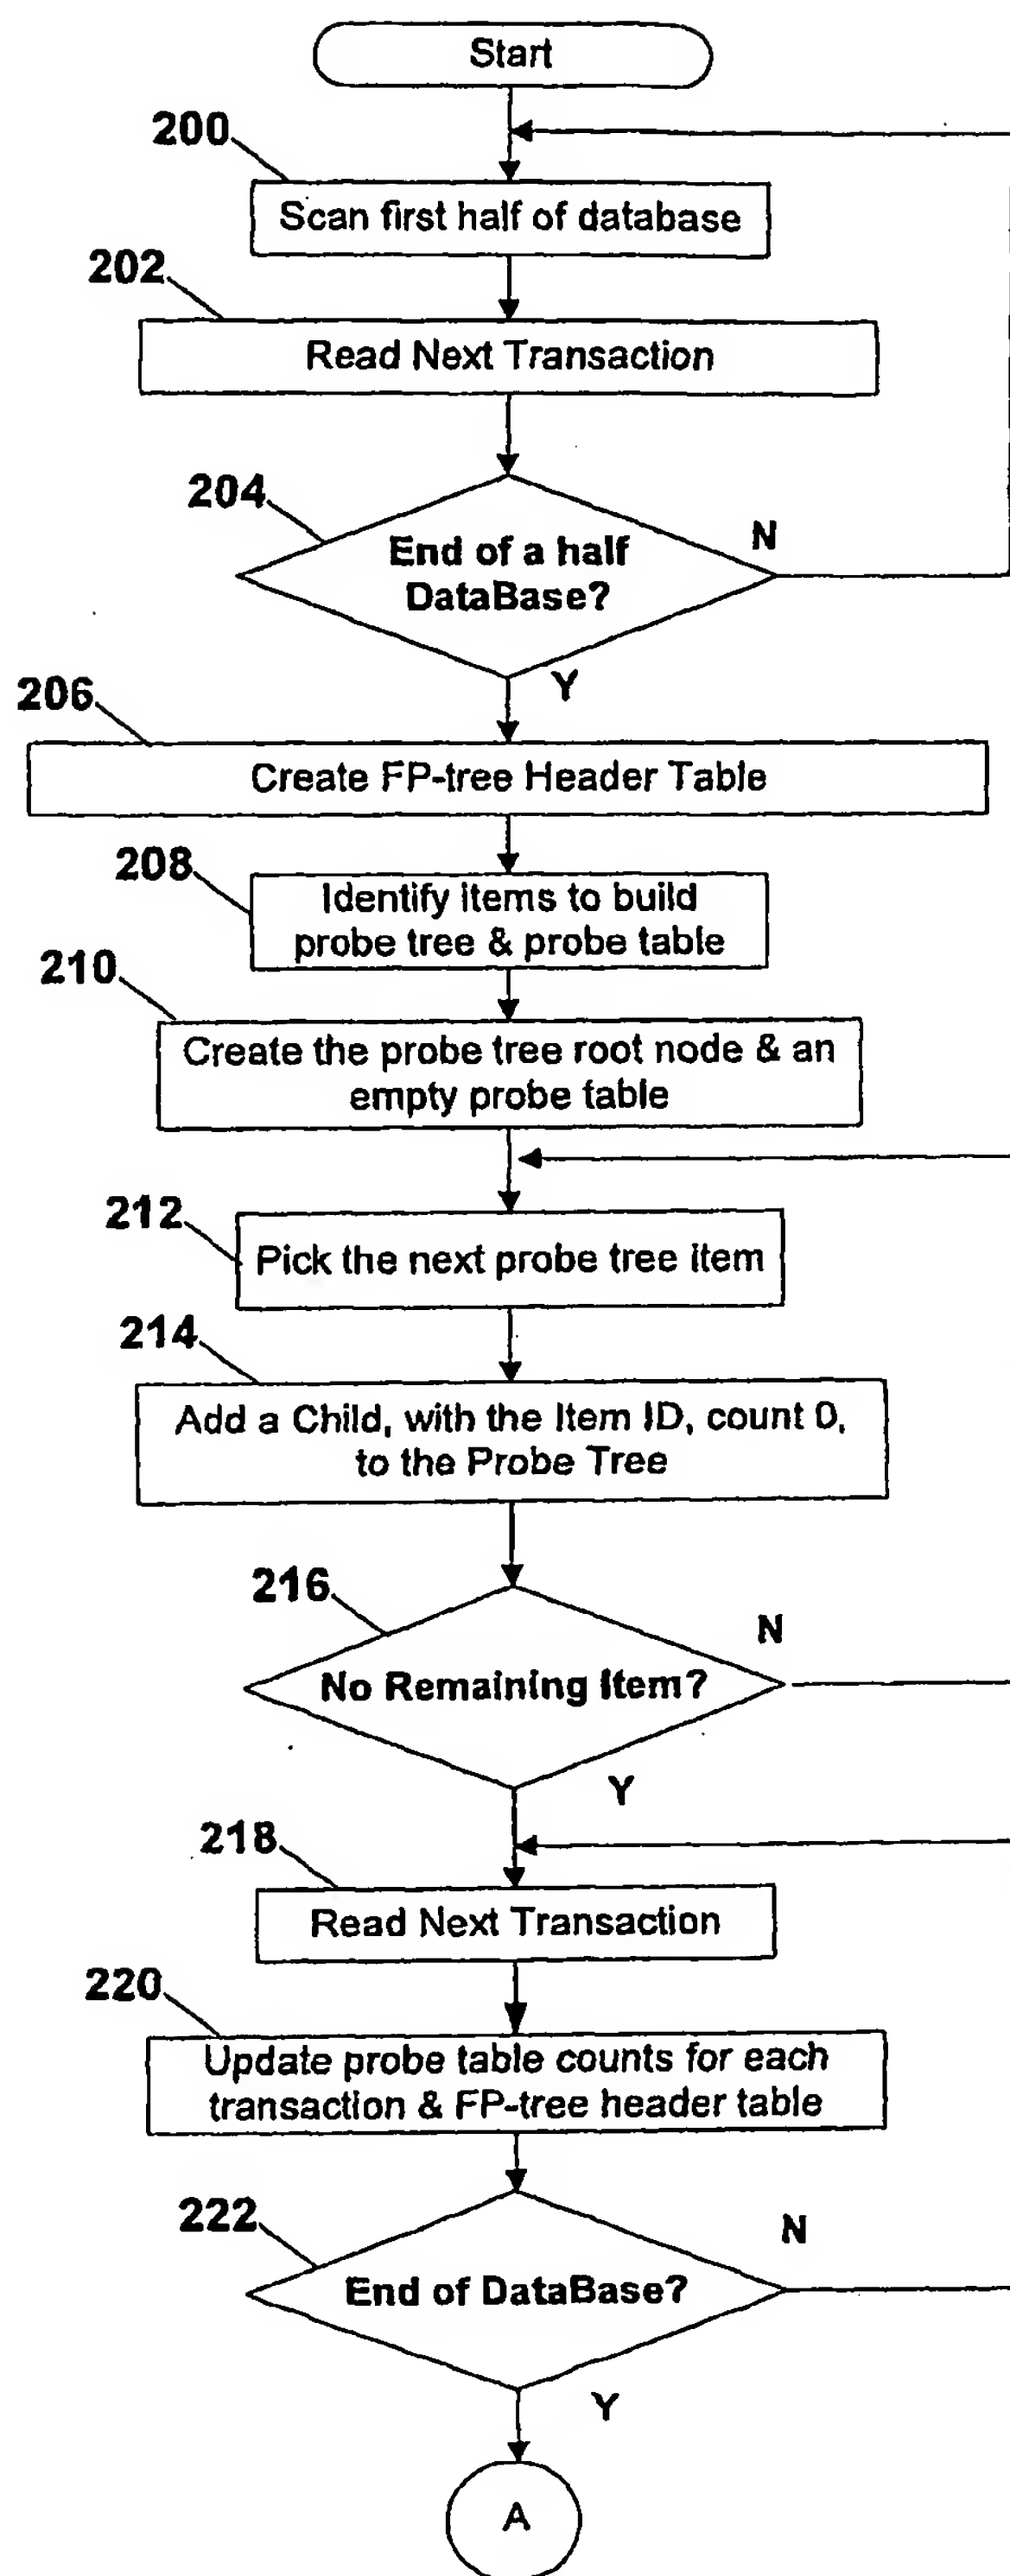 Start
200
Scan first half of database
202
Read Next Transaction
204
End of a half
DataBase?
N
Y
206
Create FP-tree Header Table
208
Identify items to build
probe tree & probe table
210
Create the probe tree root node & an
empty probe table
212
Pick the next probe tree item
214
Add a Child, with the Item ID, count 0,
to the Probe Tree
216
No Remaining Item?
N
Y
218
Read Next Transaction
220
Update probe table counts for each
transaction & FP-tree header table
222
End of DataBase?
N
Y
A